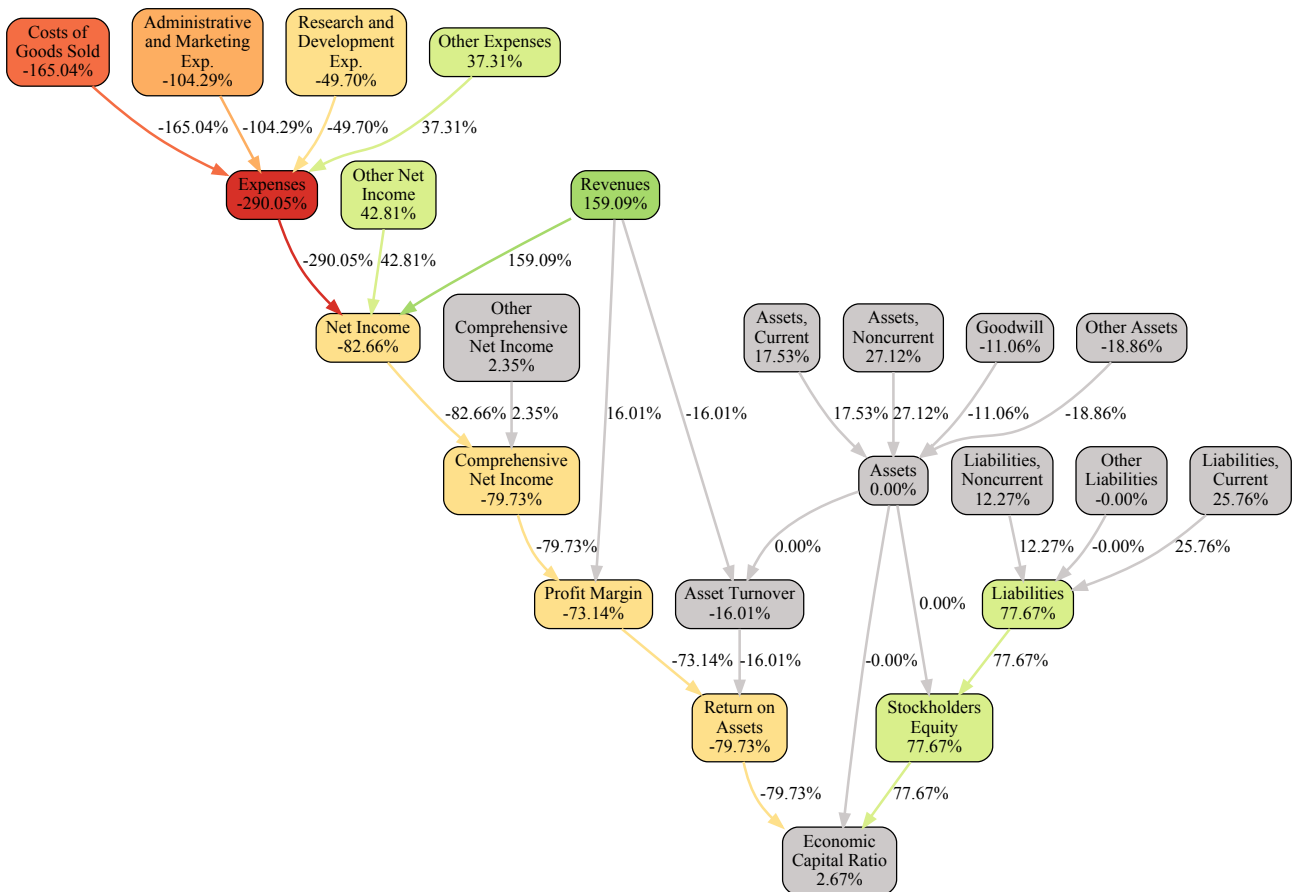 Costs of
Goods Sold
-165.04%
Administrative
and Marketing
Exp.
-104.29%
Research and
Development
Exp.
-49.70%
Other Expenses
37.31%
-165.04%
-104.29%
-49.70%
37.31%
Expenses
-290.05%
Other Net
Income
42.81%
Revenues
159.09%
-290.05%
42.81%
159.09%
Net Income
-82.66%
Other
Comprehensive
Net Income
2.35%
Assets,
Current
17.53%
Assets,
Noncurrent
27.12%
Goodwill
-11.06%
Other Assets
-18.86%
-82.66%
2.35%
16.01%
-16.01%
17.53%
27.12%
-11.06%
-18.86%
Comprehensive
Net Income
-79.73%
Assets
0.00%
Liabilities,
Noncurrent
12.27%
Other
Liabilities
-0.00%
Liabilities,
Current
25.76%
-79.73%
0.00%
12.27%
-0.00%
25.76%
Profit Margin
-73.14%
Asset Turnover
-16.01%
0.00%
Liabilities
77.67%
-73.14%
-16.01%
-0.00%
77.67%
Return on
Assets
-79.73%
Stockholders
Equity
77.67%
-79.73%
77.67%
Economic
Capital Ratio
2.67%